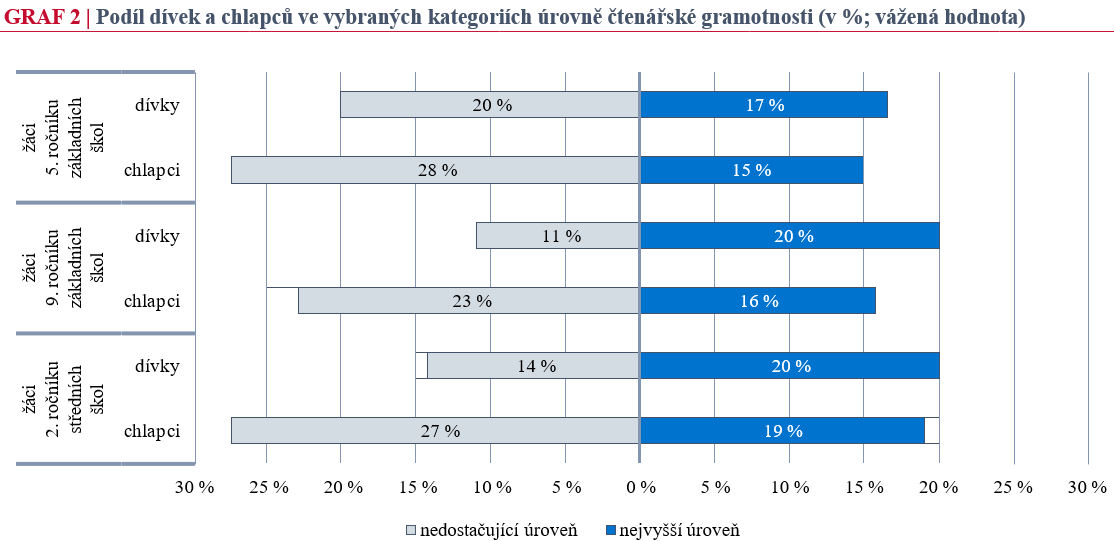 GRAF 2 | Podíl dívek a chlapců ve vybraných kategoriích úrovně čtenářské gramotnosti (v %; vážená hodnota)
žáci
5. ročníku
základních
škol
dívky
20 %
17 %
chlapci
28 %
15 %
žáci
9. ročníku
základních
škol
dívky
11 %
20 %
chlapci
23 %
16 %
žáci
2. ročníku
středních
škol
dívky
14 %
20 %
chlapci
27 %
19 %
30 % 25 % 20 % 15 % 10 % 5 % 0 % 5 % 10 % 15 % 20 % 25 % 30 %
nedostačující úroveň nejvyšší úroveň